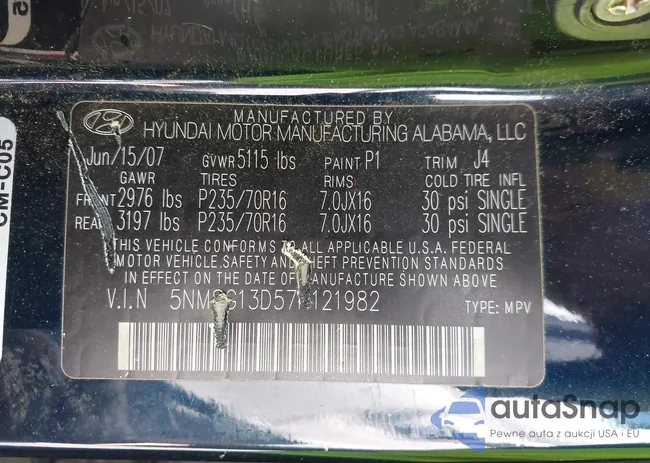 CM-C05
MANUFACTURED BY
HYUNDAI MOTOR MANUFACTURING ALABAMA, LLC
Jun/15/07 GVWR 5115 lbs PAINT P1 TRIM J4
GAWR TIRES RIMS COLD TIRE INFL
FRONT 2976 lbs P235/70R16 7.0JX16 30 psi SINGLE
REAR 3197 lbs P235/70R16 7.0JX16 30 psi SINGLE
THIS VEHICLE CONFORMS TO ALL APPLICABLE U.S.A. FEDERAL
MOTOR VEHICLE SAFETY AND THEFT PREVENTION STANDARDS
IN EFFECT ON THE DATE OF MANUFACTURE SHOWN ABOVE
V.I.N TYPE: MPV
autoSnap
Pewne auta z aukcji USA i EU